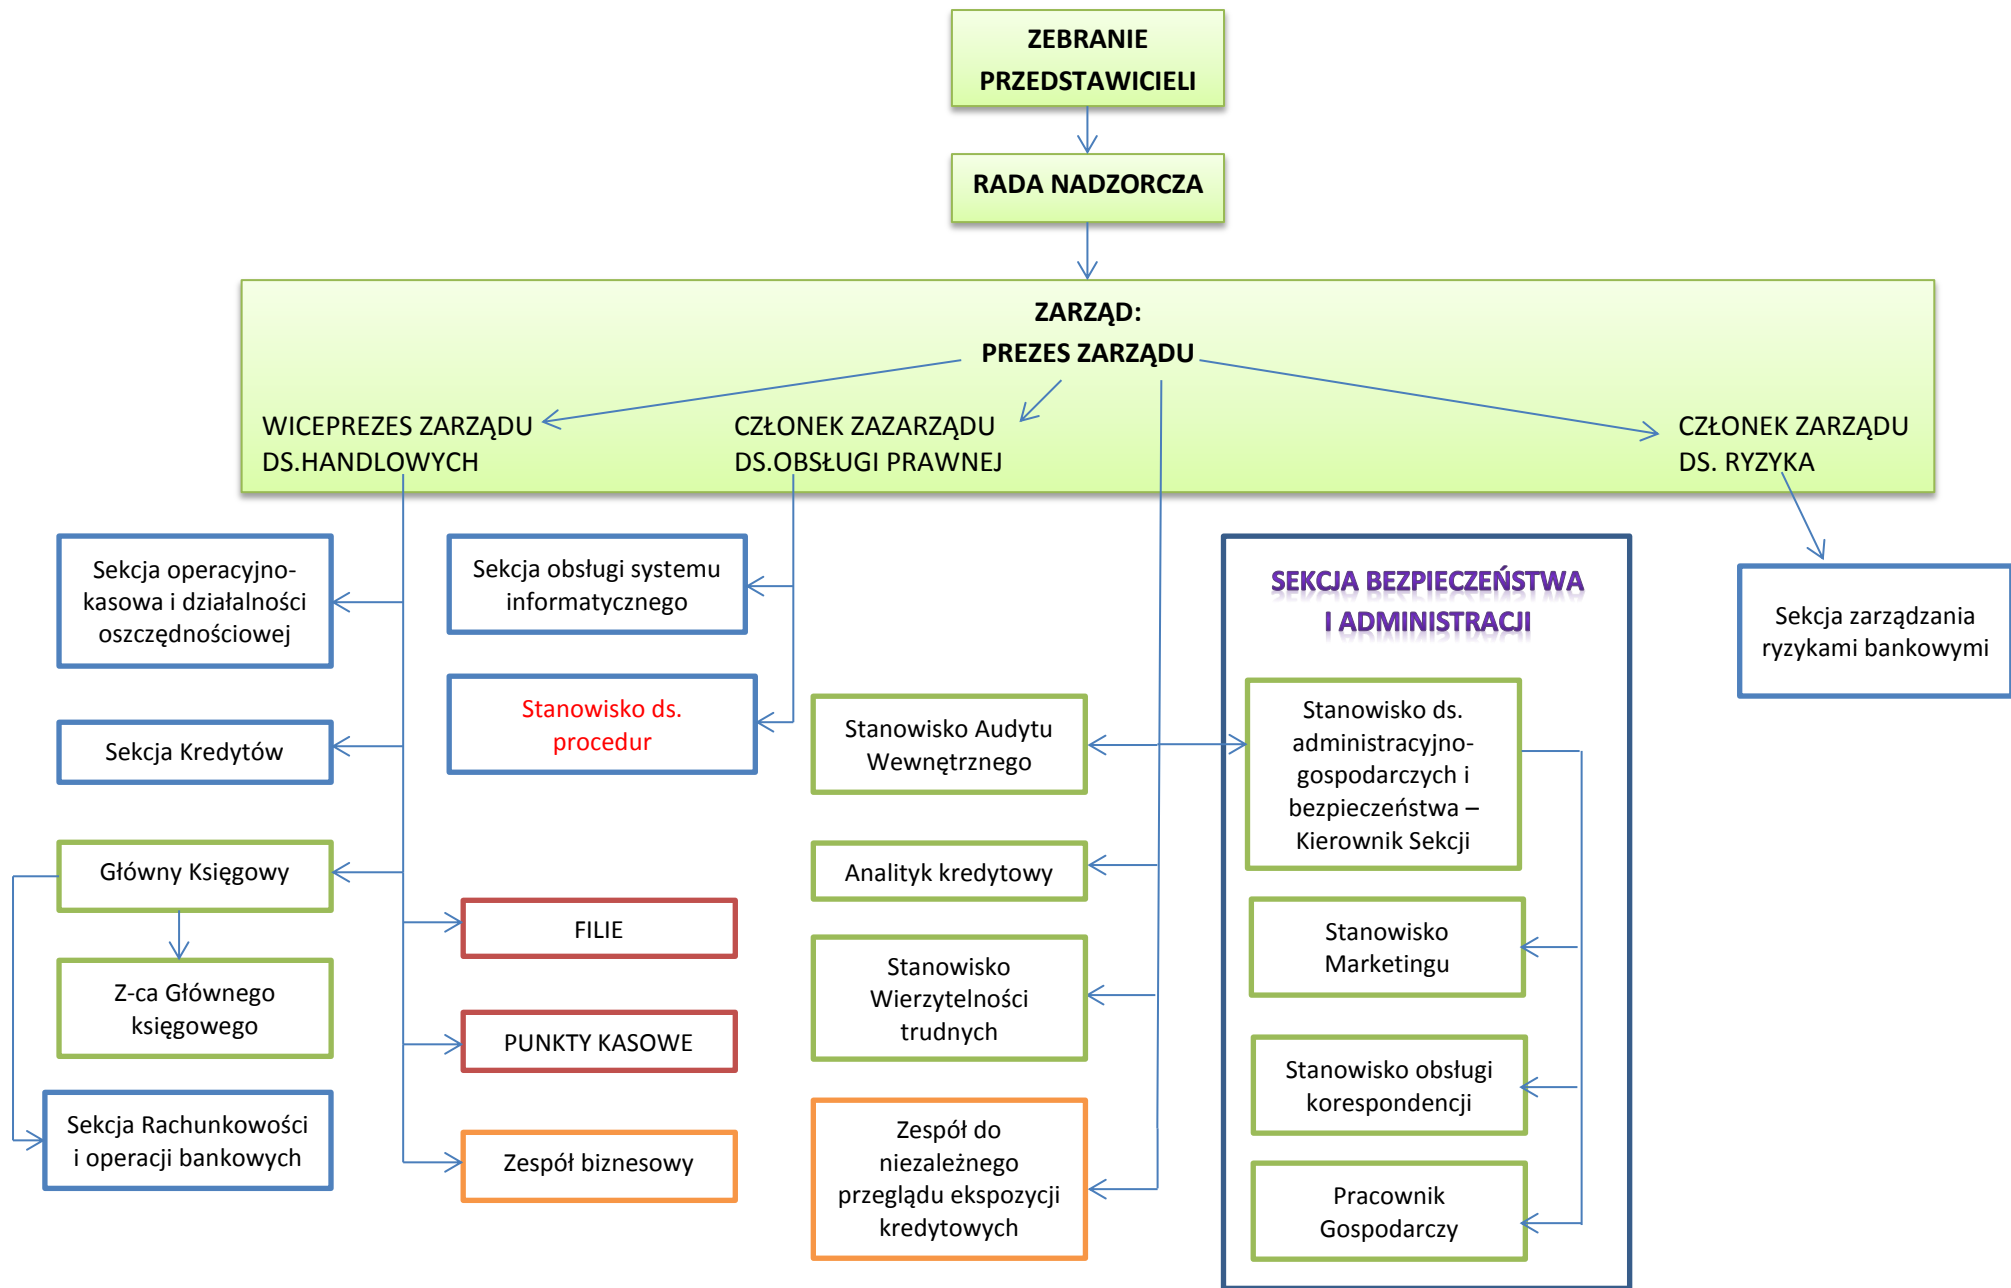 ZEBRANIE
PRZEDSTAWICIELI
RADA NADZORCZA
ZARZĄD:
PREZES ZARZĄDU
WICEPREZES ZARZĄDU
DS.HANDLOWYCH
CZŁONEK ZAZARZĄDU
DS.OBSŁUGI PRAWNEJ
CZŁONEK ZARZĄDU
DS. RYZYKA
Sekcja operacyjno-
kasowa i działalności
oszczędnościowej
Sekcja Kredytów
Główny Księgowy
Z-ca Głównego
księgowego
Sekcja Rachunkowości
i operacji bankowych
Sekcja obsługi systemu
informatycznego
Stanowisko ds.
procedur
FILIE
PUNKTY KASOWE
Zespół biznesowy
Stanowisko Audytu
Wewnętrznego
Analityk kredytowy
Stanowisko
Wierzytelności
trudnych
Zespół do
niezależnego
przeglądu ekspozycji
kredytowych
SEKCJA BEZPIECZEŃSTWA
I ADMINISTRACJI
Stanowisko ds.
administracyjno-
gospodarczych i
bezpieczeństwa –
Kierownik Sekcji
Stanowisko
Marketingu
Stanowisko obsługi
korespondencji
Pracownik
Gospodarczy
Sekcja zarządzania
ryzykami bankowymi